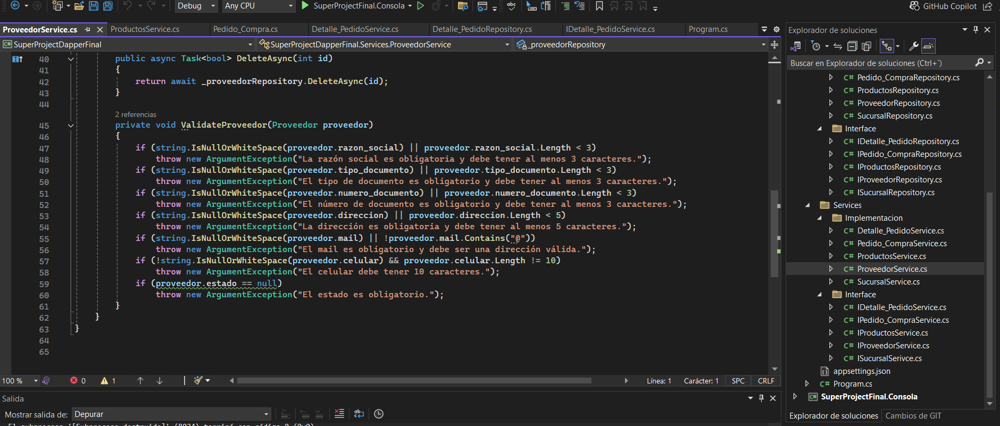 Debug
Any CPU
SuperProjectFinal.Consola
abc
GitHub Copilot
ProveedorService.cs
ProductosService.cs
Pedido_Compra.cs
Detalle_PedidoService.cs
Detalle_PedidoRepository.cs
IDetalle_PedidoService.cs
Program.cs
C# SuperProjectDapperFinal
SuperProjectDapperFinal.Services.ProveedorService
_proveedorRepository
40 public async Task<bool> DeleteAsync(int id)
41 {
42 return await _proveedorRepository.DeleteAsync(id);
43 }
44
2 referencias
45 private void ValidateProveedor(Proveedor proveedor)
46 {
47 if (string.IsNullOrWhiteSpace(proveedor.razon_social) || proveedor.razon_social.Length < 3)
48 throw new ArgumentException("La razón social es obligatoria y debe tener al menos 3 caracteres.");
49 if (string.IsNullOrWhiteSpace(proveedor.tipo_documento) || proveedor.tipo_documento.Length < 3)
50 throw new ArgumentException("El tipo de documento es obligatorio y debe tener al menos 3 caracteres.");
51 if (string.IsNullOrWhiteSpace(proveedor.numero_documento) || proveedor.numero_documento.Length < 3)
52 throw new ArgumentException("El número de documento es obligatorio y debe tener al menos 3 caracteres.");
53 if (string.IsNullOrWhiteSpace(proveedor.direccion) || proveedor.direccion.Length < 5)
54 throw new ArgumentException("La dirección es obligatoria y debe tener al menos 5 caracteres.");
55 if (string.IsNullOrWhiteSpace(proveedor.mail) || !proveedor.mail.Contains("@"))
56 throw new ArgumentException("El mail es obligatorio y debe ser una dirección válida.");
57 if (!string.IsNullOrWhiteSpace(proveedor.celular) && proveedor.celular.Length != 10)
58 throw new ArgumentException("El celular debe tener 10 caracteres.");
59 if (proveedor.estado == null)
60 throw new ArgumentException("El estado es obligatorio.");
61 }
62 }
63 }
64
65
100 %
0
1
Línea: 1
Carácter: 1
SPC
CRLF
Salida
Mostrar salida de:
Depurar
El subproceso '[Subproceso destruido]' (8024) terminó con código 0 (0x0).
Explorador de soluciones
Buscar en Explorador de soluciones (Ctrl+´)
C# Pedido_CompraRepository.cs
C# ProductosRepository.cs
C# ProveedorRepository.cs
C# SucursalRepository.cs
Interface
C# IDetalle_PedidoRepository.cs
C# IPedido_CompraRepository.cs
C# IProductosRepository.cs
C# IProveedorRepository.cs
C# ISucursalRepository.cs
Services
Implementacion
C# Detalle_PedidoService.cs
C# Pedido_CompraService.cs
C# ProductosService.cs
C# ProveedorService.cs
C# SucursalService.cs
Interface
C# IDetalle_PedidoService.cs
C# IPedido_CompraService.cs
C# IProductosService.cs
C# IProveedorService.cs
C# ISucursalSerivce.cs
appsettings.json
C# Program.cs
C# SuperProjectFinal.Consola
Explorador de soluciones
Cambios de GIT